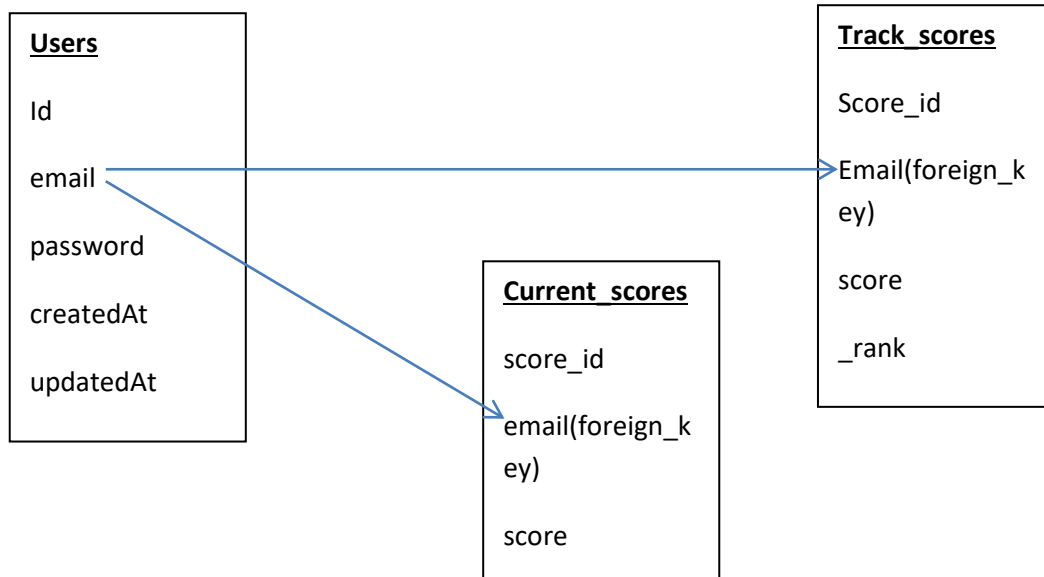 Users
Id
email
password
createdAt
updatedAt
Current_scores
score_id
email(foreign_k
ey)
score
Track_scores
Score_id
Email(foreign_k
ey)
score
_rank